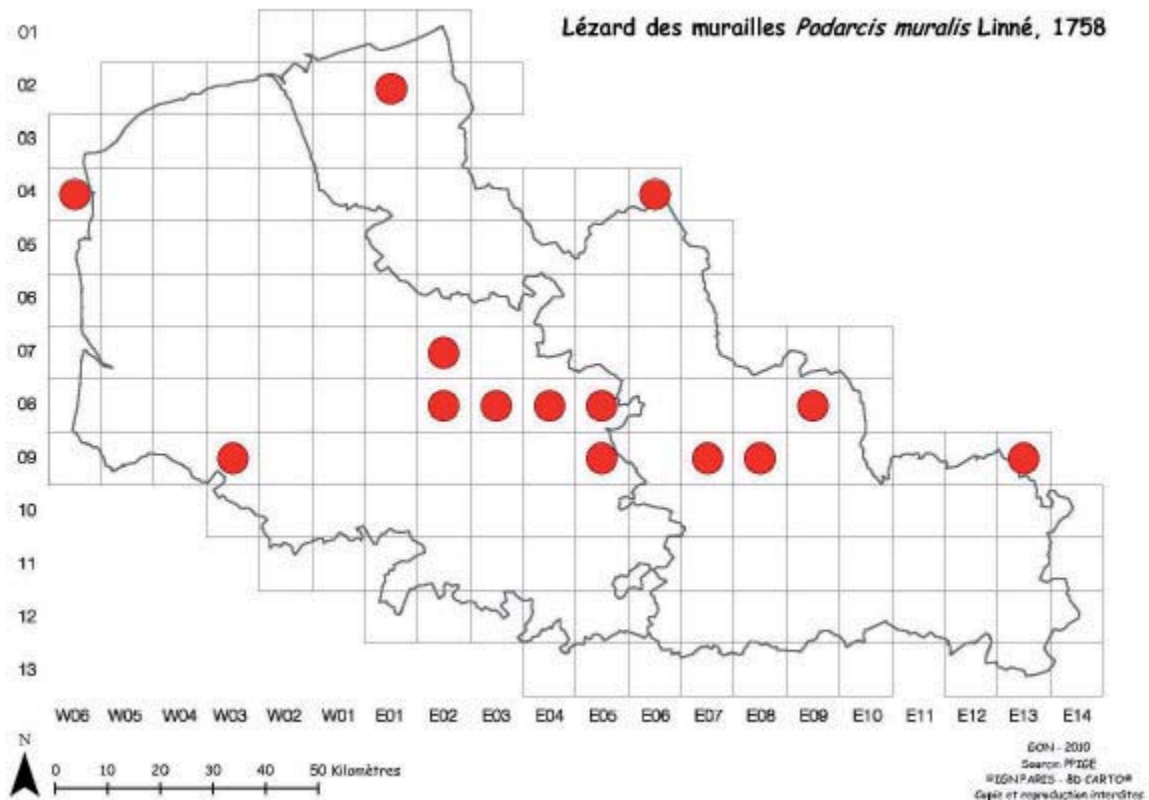 Lézard des murailles Podarcis muralis Linné, 1758
01
02
03
04
05
06
07
08
09
10
11
12
13
W06 W05 W04 W03 W02 W01 E01 E02 E03 E04 E05 E06 E07 E08 E09 E10 E11 E12 E13 E14
N
0 10 20 30 40 50 Kilomètres
GON - 2010
Source: PPIGE
©IGN PARIS - BD CARTO®
Copie et reproduction interdites